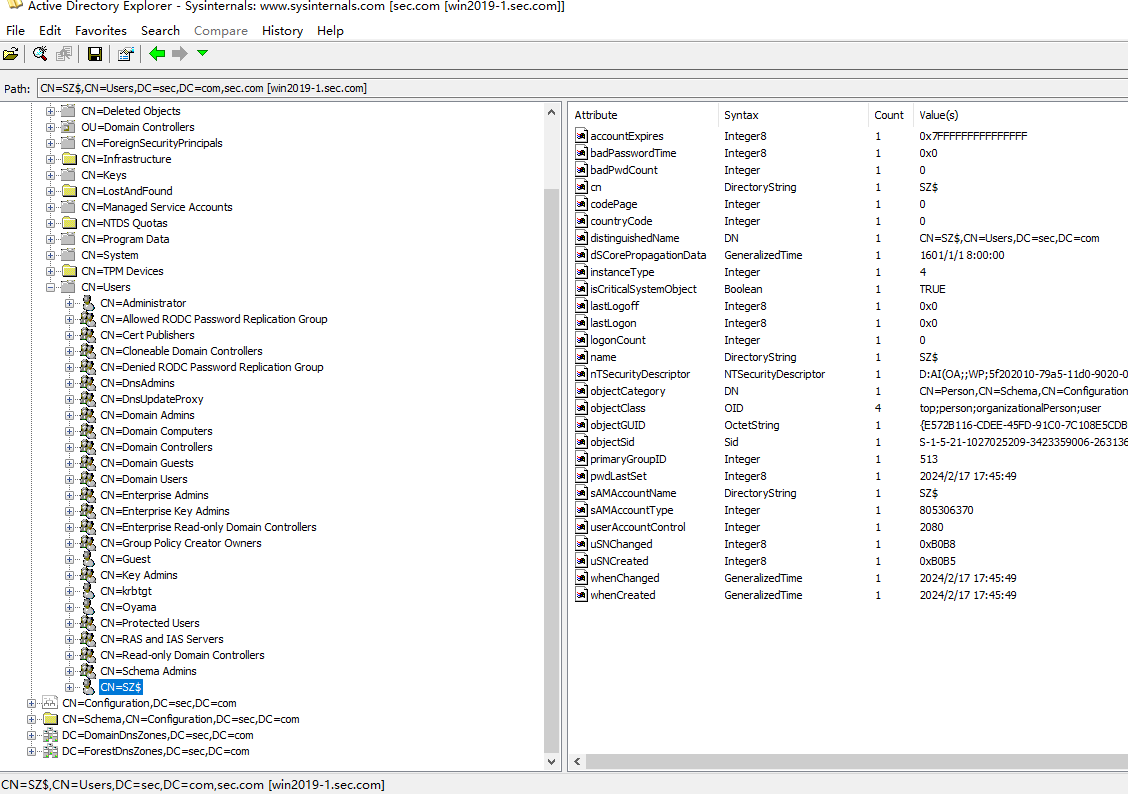 Active Directory Explorer - Sysinternals: www.sysinternals.com [sec.com [win2019-1.sec.com]]
File Edit Favorites Search Compare History Help
Path: CN=SZ$,CN=Users,DC=sec,DC=com,sec.com [win2019-1.sec.com]
CN=Deleted Objects
OU=Domain Controllers
CN=ForeignSecurityPrincipals
CN=Infrastructure
CN=Keys
CN=LostAndFound
CN=Managed Service Accounts
CN=NTDS Quotas
CN=Program Data
CN=System
CN=TPM Devices
CN=Users
CN=Administrator
CN=Allowed RODC Password Replication Group
CN=Cert Publishers
CN=Cloneable Domain Controllers
CN=Denied RODC Password Replication Group
CN=DnsAdmins
CN=DnsUpdateProxy
CN=Domain Admins
CN=Domain Computers
CN=Domain Controllers
CN=Domain Guests
CN=Domain Users
CN=Enterprise Admins
CN=Enterprise Key Admins
CN=Enterprise Read-only Domain Controllers
CN=Group Policy Creator Owners
CN=Guest
CN=Key Admins
CN=krbtgt
CN=Oyama
CN=Protected Users
CN=RAS and IAS Servers
CN=Read-only Domain Controllers
CN=Schema Admins
CN=SZ$
CN=Configuration,DC=sec,DC=com
CN=Schema,CN=Configuration,DC=sec,DC=com
DC=DomainDnsZones,DC=sec,DC=com
DC=ForestDnsZones,DC=sec,DC=com
Attribute Syntax Count Value(s)
accountExpires Integer8 1 0x7FFFFFFFFFFFFFFF
badPasswordTime Integer8 1 0x0
badPwdCount Integer 1 0
cn DirectoryString 1 SZ$
codePage Integer 1 0
countryCode Integer 1 0
distinguishedName DN 1 CN=SZ$,CN=Users,DC=sec,DC=com
dSCorePropagationData GeneralizedTime 1 1601/1/1 8:00:00
instanceType Integer 1 4
isCriticalSystemObject Boolean 1 TRUE
lastLogoff Integer8 1 0x0
lastLogon Integer8 1 0x0
logonCount Integer 1 0
name DirectoryString 1 SZ$
nTSecurityDescriptor NTSecurityDescriptor 1 D:AI(OA;;WP;5f202010-79a5-11d0-9020-0
objectCategory DN 1 CN=Person,CN=Schema,CN=Configuration
objectClass OID 4 top;person;organizationalPerson;user
objectGUID OctetString 1 {E572B116-CDEE-45FD-91C0-7C108E5CDB
objectSid Sid 1 S-1-5-21-1027025209-3423359006-263136
primaryGroupID Integer 1 513
pwdLastSet Integer8 1 2024/2/17 17:45:49
sAMAccountName DirectoryString 1 SZ$
sAMAccountType Integer 1 805306370
userAccountControl Integer 1 2080
uSNChanged Integer8 1 0xB0B8
uSNCreated Integer8 1 0xB0B5
whenChanged GeneralizedTime 1 2024/2/17 17:45:49
whenCreated GeneralizedTime 1 2024/2/17 17:45:49
CN=SZ$,CN=Users,DC=sec,DC=com,sec.com [win2019-1.sec.com]